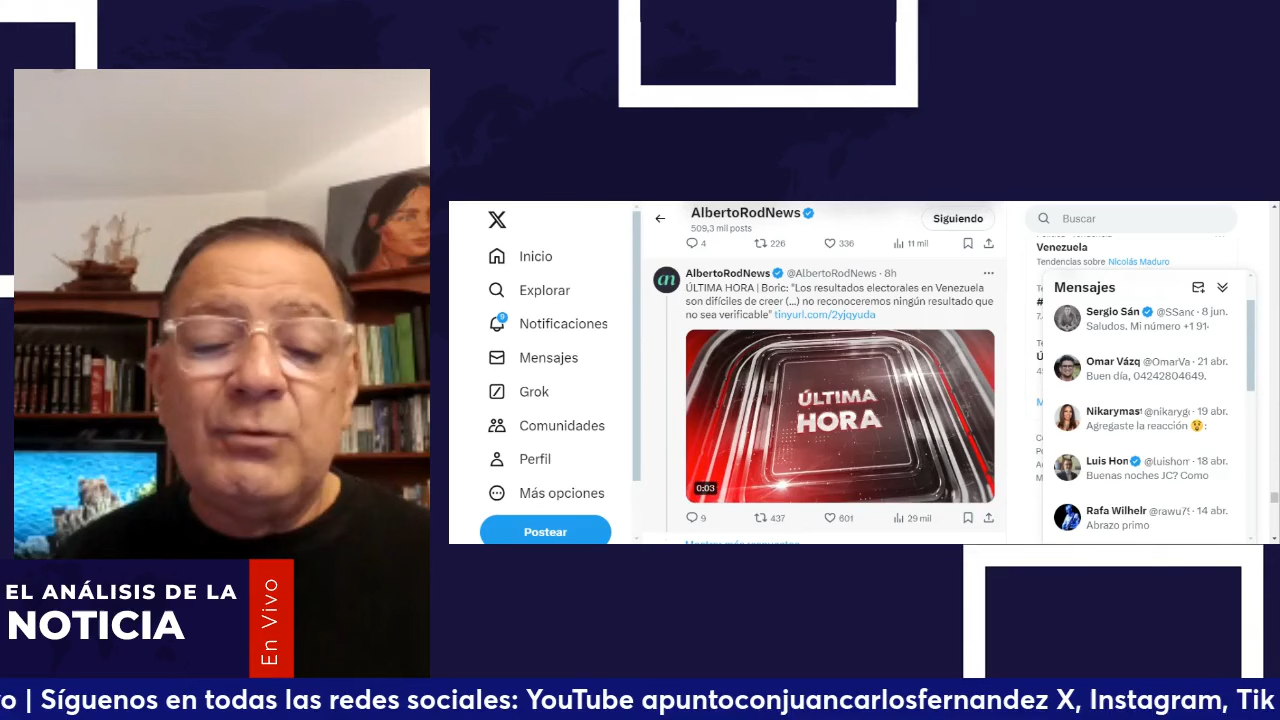 AlbertoRodNews
509,3 mil posts
Siguiendo
Buscar
4
226
336
11 mil
Inicio
Explorar
9
Notificaciones
Mensajes
Grok
Comunidades
Perfil
Más opciones
Postear
AlbertoRodNews @AlbertoRodNews · 8h
ÚLTIMA HORA | Boric: "Los resultados electorales en Venezuela
son difíciles de creer (...) no reconoceremos ningún resultado que
no sea verificable" tinyurl.com/2yjqyuda
ÚLTIMA
HORA
0:03
9
437
601
29 mil
Venezuela
Tendencias sobre Nicolás Maduro
Mensajes
Sergio Sán @SSanc · 8 jun.
Saludos. Mi número +1 91
Omar Vázq @OmarVa · 21 abr.
Buen día, 04242804649.
Nikarymas @nikaryg · 19 abr.
Agregaste la reacción 😲:
Luis Hon @luishom · 18 abr.
Buenas noches JC? Como
Rafa Wilhelr @rawu75 · 14 abr.
Abrazo primo
EL ANÁLISIS DE LA
NOTICIA
En Vivo
o | Síguenos en todas las redes sociales: YouTube apuntoconjuancarlosfernandez X, Instagram, Tik